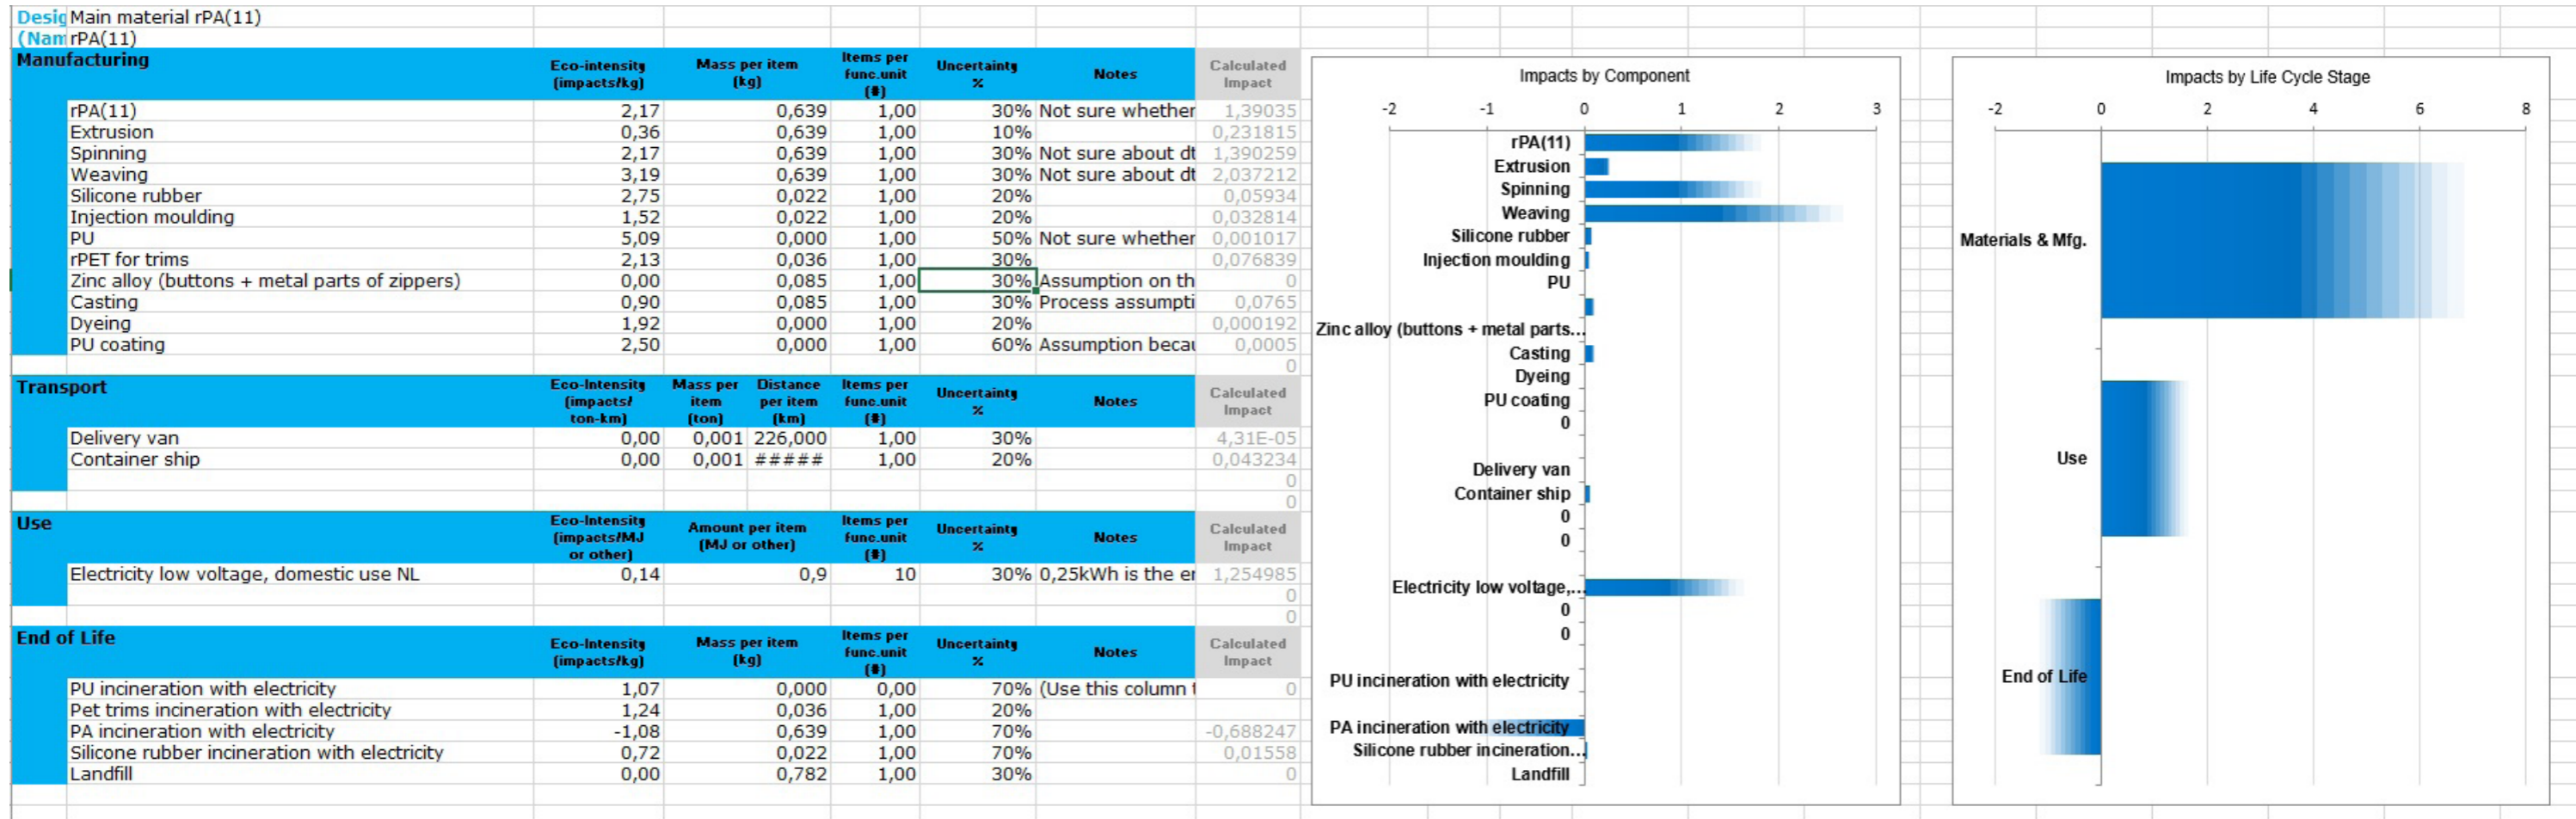 Desig Main material rPA(11)
(Nam rPA(11)
Manufacturing Eco-intensity (impacts/kg) Mass per item (kg) Items per func.unit (#) Uncertainty % Notes Calculated Impact
rPA(11) 2,17 0,639 1,00 30% Not sure whether 1,39035
Extrusion 0,36 0,639 1,00 10% 0,231815
Spinning 2,17 0,639 1,00 30% Not sure about dt 1,390259
Weaving 3,19 0,639 1,00 30% Not sure about dt 2,037212
Silicone rubber 2,75 0,022 1,00 20% 0,05934
Injection moulding 1,52 0,022 1,00 20% 0,032814
PU 5,09 0,000 1,00 50% Not sure whether 0,001017
rPET for trims 2,13 0,036 1,00 30% 0,076839
Zinc alloy (buttons + metal parts of zippers) 0,00 0,085 1,00 30% Assumption on th 0
Casting 0,90 0,085 1,00 30% Process assumpti 0,0765
Dyeing 1,92 0,000 1,00 20% 0,000192
PU coating 2,50 0,000 1,00 60% Assumption becau 0,0005
0
Transport Eco-Intensity (impacts/ ton-km) Mass per item (ton) Distance per item (km) Items per func.unit (#) Uncertainty % Notes Calculated Impact
Delivery van 0,00 0,001 226,000 1,00 30% 4,31E-05
Container ship 0,00 0,001 ##### 1,00 20% 0,043234
0
0
Use Eco-Intensity (impacts/MJ or other) Amount per item (MJ or other) Items per func.unit (#) Uncertainty % Notes Calculated Impact
Electricity low voltage, domestic use NL 0,14 0,9 10 30% 0,25kWh is the er 1,254985
0
0
End of Life Eco-Intensity (impacts/kg) Mass per item (kg) Items per func.unit (#) Uncertainty % Notes Calculated Impact
PU incineration with electricity 1,07 0,000 0,00 70% (Use this column t 0
Pet trims incineration with electricity 1,24 0,036 1,00 20%
PA incineration with electricity -1,08 0,639 1,00 70% -0,688247
Silicone rubber incineration with electricity 0,72 0,022 1,00 70% 0,01558
Landfill 0,00 0,782 1,00 30% 0
Impacts by Component
-2 -1 0 1 2 3
rPA(11)
Extrusion
Spinning
Weaving
Silicone rubber
Injection moulding
PU
Zinc alloy (buttons + metal parts...
Casting
Dyeing
PU coating
0
Delivery van
Container ship
0
0
Electricity low voltage,...
0
0
PU incineration with electricity
PA incineration with electricity
Silicone rubber incineration...
Landfill
Impacts by Life Cycle Stage
-2 0 2 4 6 8
Materials & Mfg.
Use
End of Life